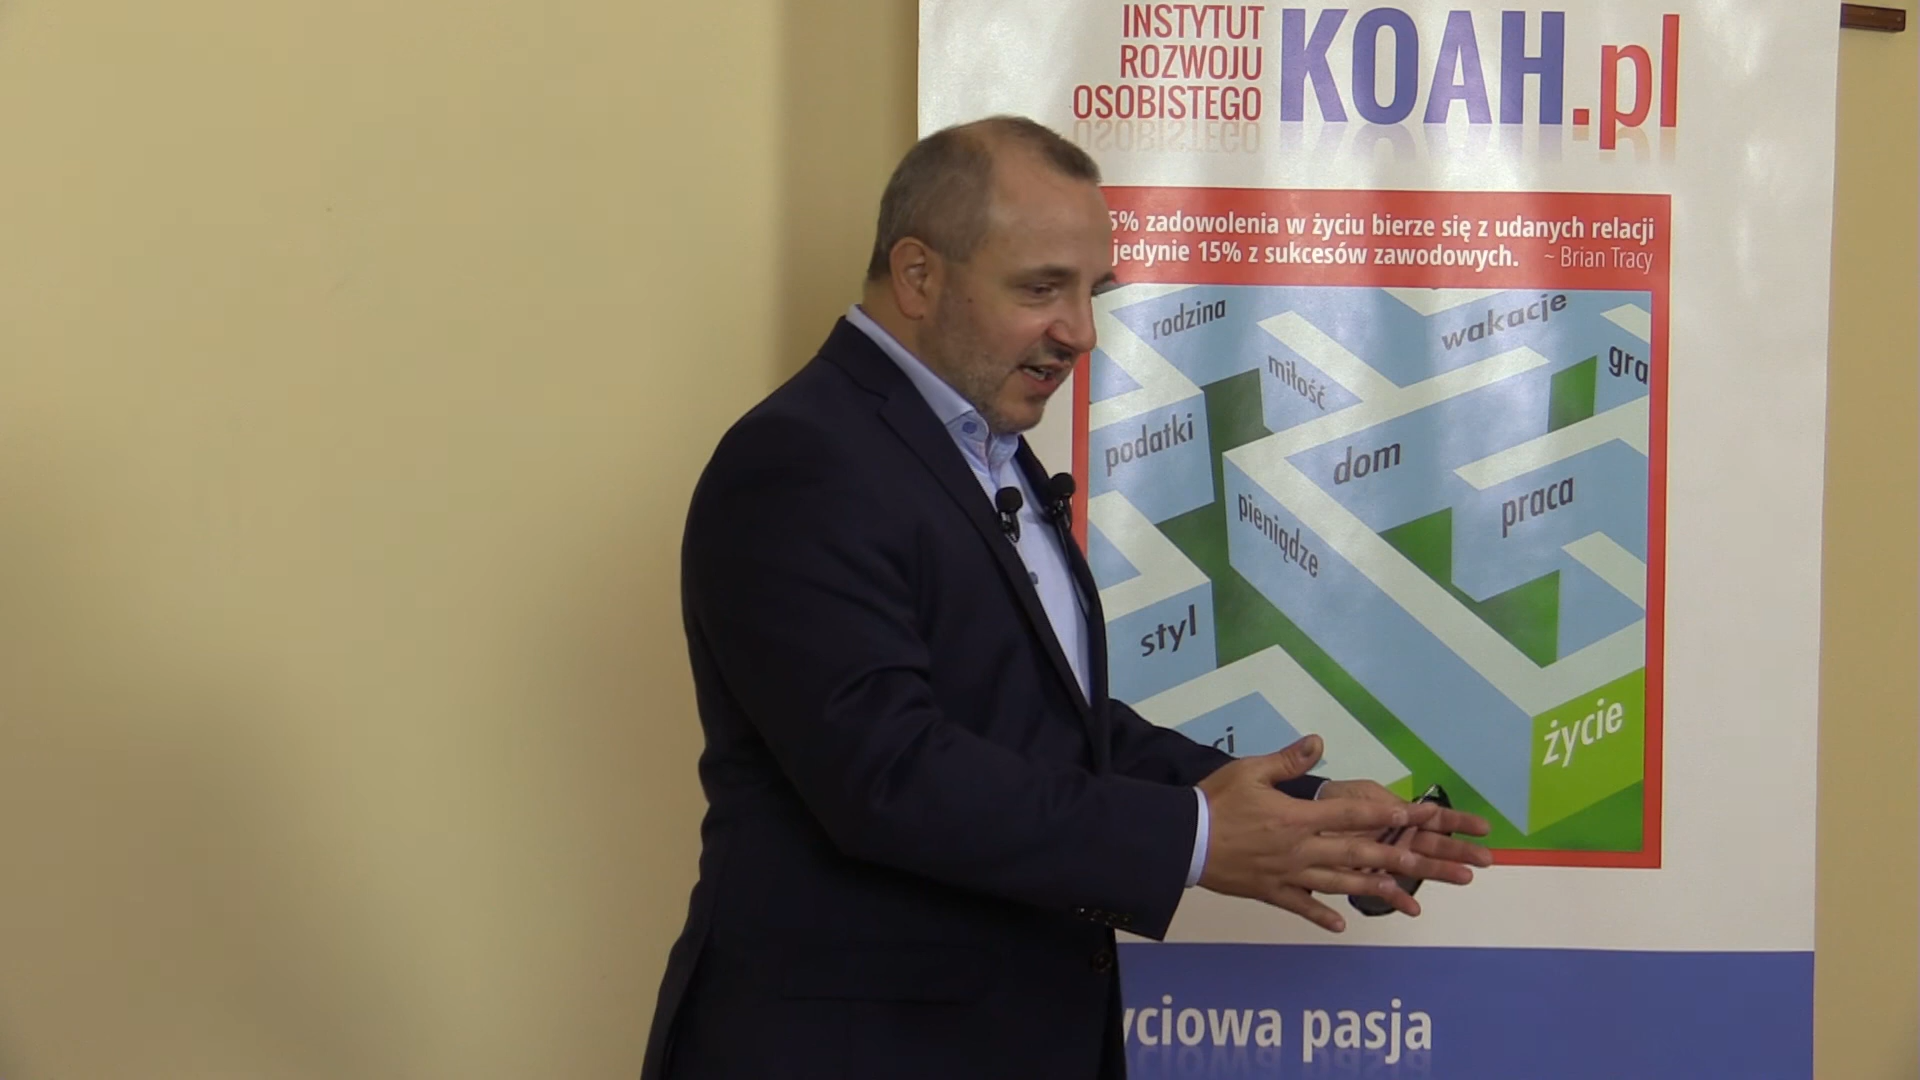 INSTYTUT
ROZWOJU
OSOBISTEGO
KOAH.pl
5% zadowolenia w życiu bierze się z udanych relacji
jedynie 15% z sukcesów zawodowych. ~ Brian Tracy
rodzina
wakacje
miłość
gra
podatki
dom
praca
pieniądze
styl
ci
życie
yciowa pasja